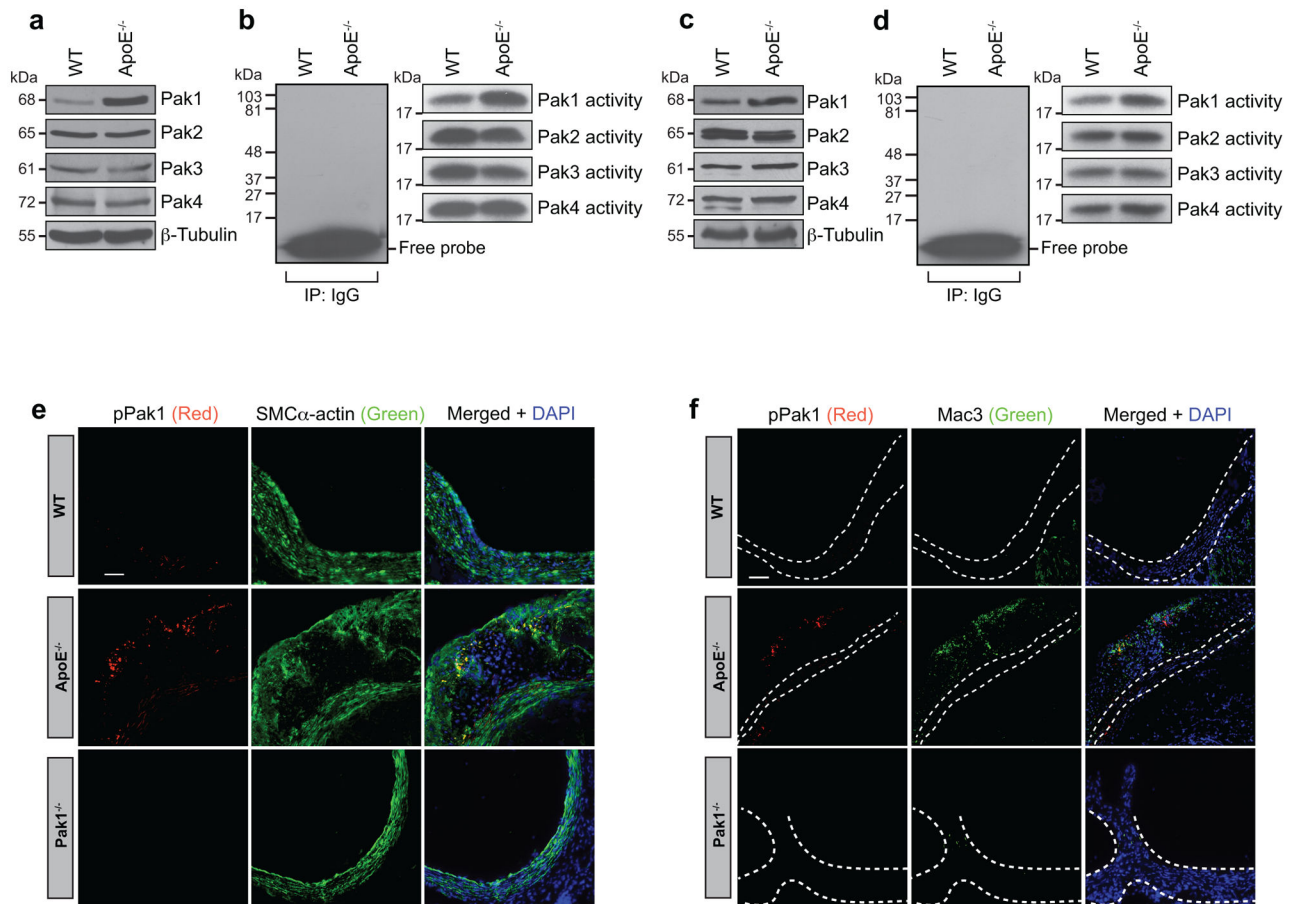 a
WT
ApoE-/-
kDa
68
Pak1
65
Pak2
61
Pak3
72
Pak4
55
β-Tubulin
b
WT
ApoE-/-
kDa
103
81
48
37
27
17
Free probe
IP: IgG
WT
ApoE-/-
kDa
17
Pak1 activity
17
Pak2 activity
17
Pak3 activity
17
Pak4 activity
c
WT
ApoE-/-
kDa
68
Pak1
65
Pak2
61
Pak3
72
Pak4
55
β-Tubulin
d
WT
ApoE-/-
kDa
103
81
48
37
27
17
Free probe
IP: IgG
WT
ApoE-/-
kDa
17
Pak1 activity
17
Pak2 activity
17
Pak3 activity
17
Pak4 activity
e
pPak1 (Red) SMCα-actin (Green) Merged + DAPI
WT
ApoE-/-
Pak1-/-
f
pPak1 (Red) Mac3 (Green) Merged + DAPI
WT
ApoE-/-
Pak1-/-